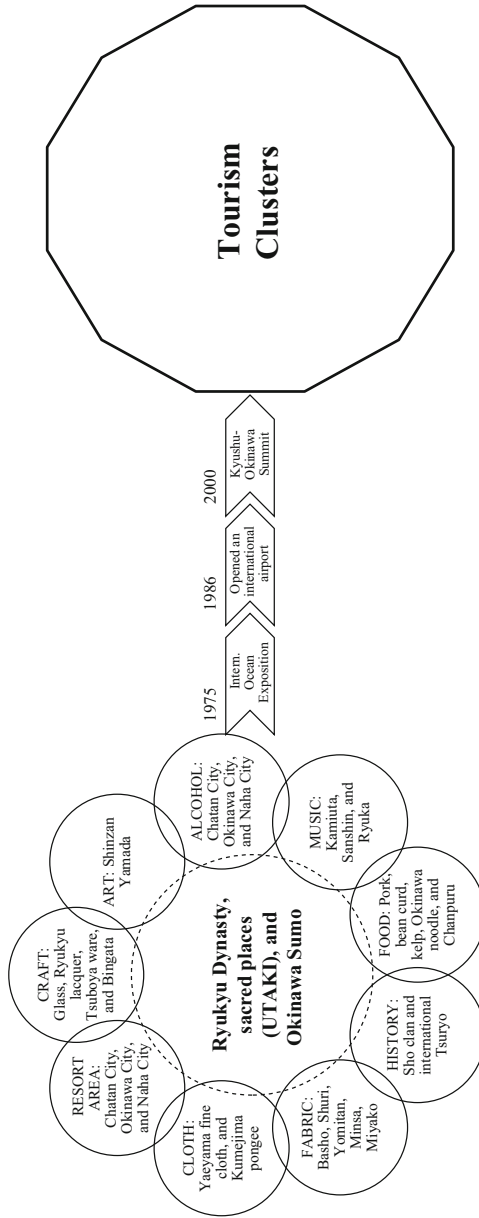 CRAFT:
Glass, Ryukyu
lacquer,
Tsuboya ware,
and Bingata
ART: Shinzan
Yamada
ALCOHOL:
Chatan City,
Okinawa City,
and Naha City
MUSIC:
Kamiuta,
Sanshin, and
Ryuka
FOOD: Pork,
bean curd,
kelp, Okinawa
noodle, and
Chanpuru
HISTORY:
Sho clan and
international
Tsuryo
FABRIC:
Basho, Shuri,
Yomitan,
Minsa,
Miyako
CLOTH:
Yaeyama fine
cloth, and
Kumejima
pongee
RESORT
AREA:
Chatan City,
Okinawa City,
and Naha City
Ryukyu Dynasty,
sacred places
(UTAKI), and
Okinawa Sumo
1975
Intern.
Ocean
Exposition
1986
Opened an
international
airport
2000
Kyushu-
Okinawa
Summit
Tourism
Clusters